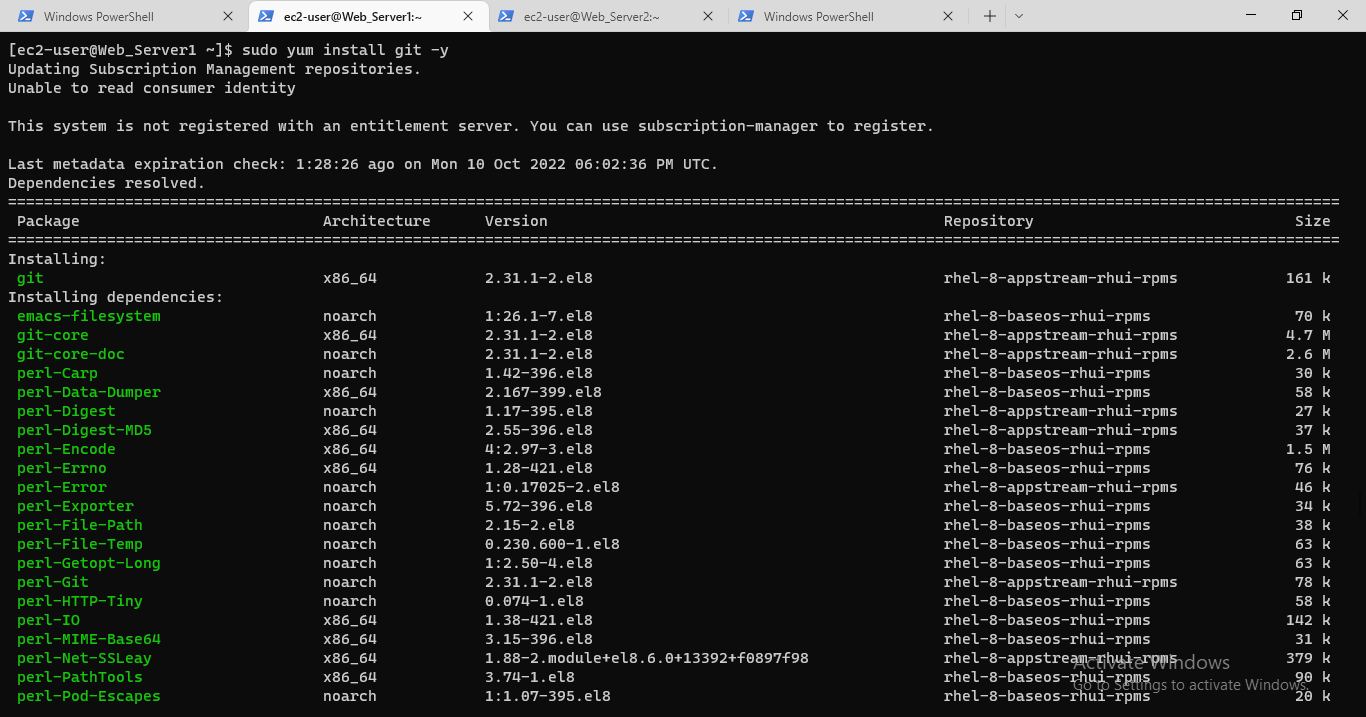 Windows PowerShell
ec2-user@Web_Server1:~
ec2-user@Web_Server2:~
Windows PowerShell
[ec2-user@Web_Server1 ~]$ sudo yum install git -y
Updating Subscription Management repositories.
Unable to read consumer identity
This system is not registered with an entitlement server. You can use subscription-manager to register.
Last metadata expiration check: 1:28:26 ago on Mon 10 Oct 2022 06:02:36 PM UTC.
Dependencies resolved.
================================================================================
Package Architecture Version Repository Size
================================================================================
Installing:
git x86_64 2.31.1-2.el8 rhel-8-appstream-rhui-rpms 161 k
Installing dependencies:
emacs-filesystem noarch 1:26.1-7.el8 rhel-8-baseos-rhui-rpms 70 k
git-core x86_64 2.31.1-2.el8 rhel-8-appstream-rhui-rpms 4.7 M
git-core-doc noarch 2.31.1-2.el8 rhel-8-appstream-rhui-rpms 2.6 M
perl-Carp noarch 1.42-396.el8 rhel-8-baseos-rhui-rpms 30 k
perl-Data-Dumper x86_64 2.167-399.el8 rhel-8-baseos-rhui-rpms 58 k
perl-Digest noarch 1.17-395.el8 rhel-8-appstream-rhui-rpms 27 k
perl-Digest-MD5 x86_64 2.55-396.el8 rhel-8-appstream-rhui-rpms 37 k
perl-Encode x86_64 4:2.97-3.el8 rhel-8-baseos-rhui-rpms 1.5 M
perl-Errno x86_64 1.28-421.el8 rhel-8-baseos-rhui-rpms 76 k
perl-Error noarch 1:0.17025-2.el8 rhel-8-appstream-rhui-rpms 46 k
perl-Exporter noarch 5.72-396.el8 rhel-8-baseos-rhui-rpms 34 k
perl-File-Path noarch 2.15-2.el8 rhel-8-baseos-rhui-rpms 38 k
perl-File-Temp noarch 0.230.600-1.el8 rhel-8-baseos-rhui-rpms 63 k
perl-Getopt-Long noarch 1:2.50-4.el8 rhel-8-baseos-rhui-rpms 63 k
perl-Git noarch 2.31.1-2.el8 rhel-8-appstream-rhui-rpms 78 k
perl-HTTP-Tiny noarch 0.074-1.el8 rhel-8-baseos-rhui-rpms 58 k
perl-IO x86_64 1.38-421.el8 rhel-8-baseos-rhui-rpms 142 k
perl-MIME-Base64 x86_64 3.15-396.el8 rhel-8-baseos-rhui-rpms 31 k
perl-Net-SSLeay x86_64 1.88-2.module+el8.6.0+13392+f0897f98 rhel-8-appstream-rhui-rpms 379 k
perl-PathTools x86_64 3.74-1.el8 rhel-8-baseos-rhui-rpms 90 k
perl-Pod-Escapes noarch 1:1.07-395.el8 rhel-8-baseos-rhui-rpms 20 k
Activate Windows
Go to Settings to activate Windows.